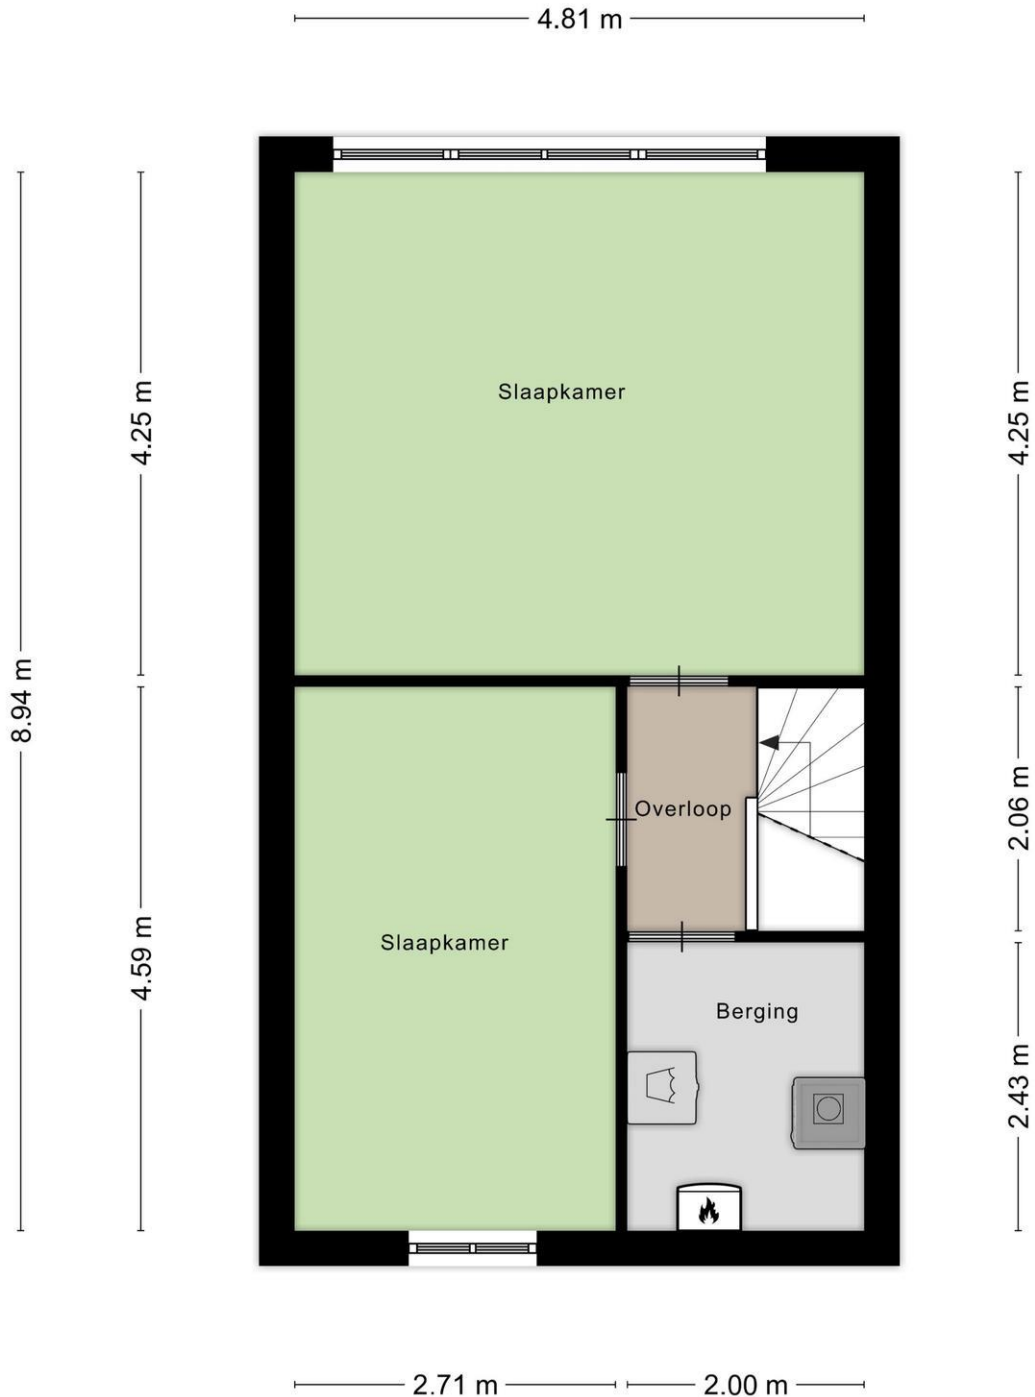 4.81 m
Slaapkamer
4.25 m
4.25 m
8.94 m
Overloop
2.06 m
Slaapkamer
4.59 m
Berging
2.43 m
2.71 m
2.00 m